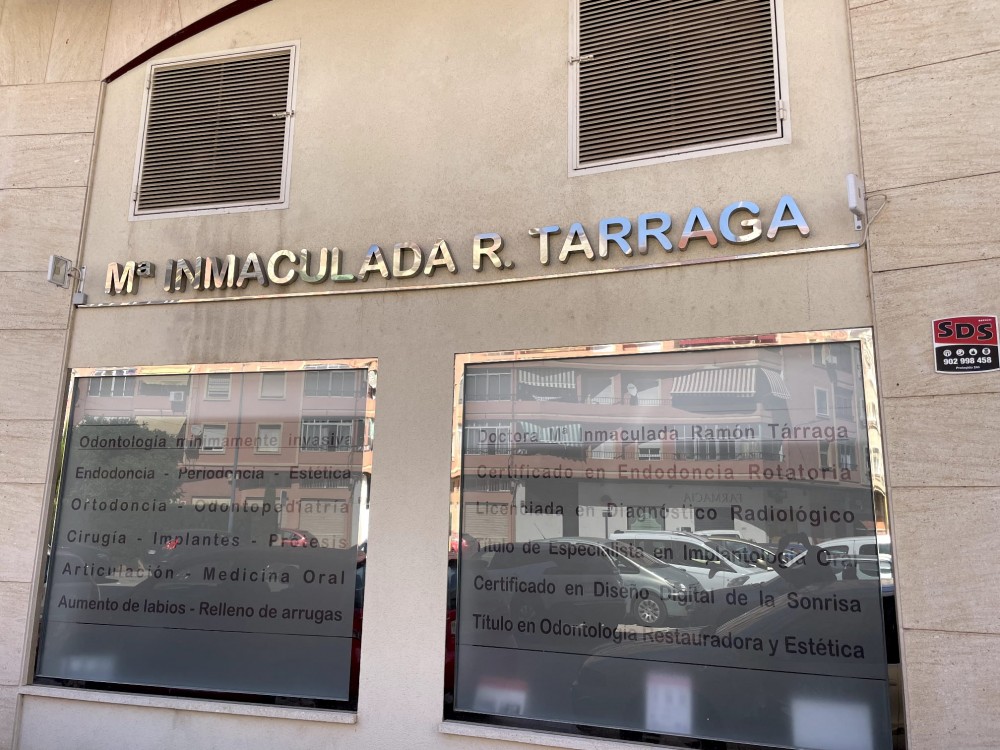 Mª INMACULADA R. TARRAGA
SDS
902 998 458
Odontología mínimamente invasiva
Endodoncia - Periodoncia - Estética
Ortodoncia - Odontopediatría
Cirugía - Implantes - Prótesis
Articulación - Medicina Oral
Aumento de labios - Relleno de arrugas
Doctora Mª Inmaculada Ramón Tárraga
Certificado en Endodoncia Rotatoria
Licenciada en Diagnóstico Radiológico
Título de Especialista en Implantología Oral
Certificado en Diseño Digital de la Sonrisa
Título en Odontología Restauradora y Estética